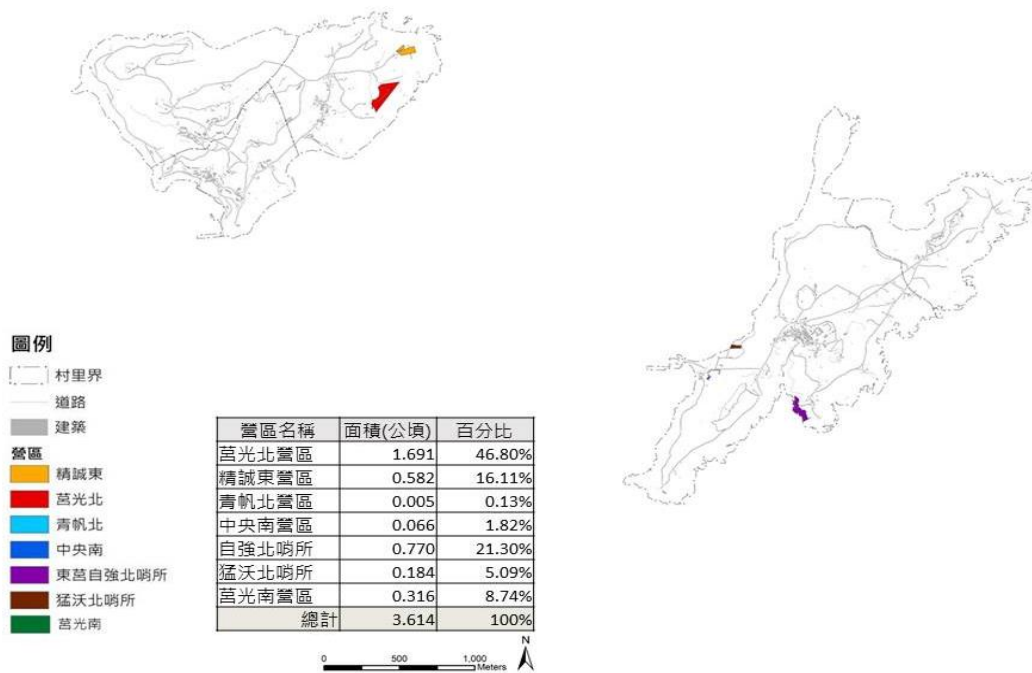 圖例
村里界
道路
建築
營區
精誠東
莒光北
青帆北
中央南
東莒自強北哨所
猛沃北哨所
莒光南
營區名稱 面積(公頃) 百分比
莒光北營區 1.691 46.80%
精誠東營區 0.582 16.11%
青帆北營區 0.005 0.13%
中央南營區 0.066 1.82%
自強北哨所 0.770 21.30%
猛沃北哨所 0.184 5.09%
莒光南營區 0.316 8.74%
總計 3.614 100%
0 500 1,000
Meters
N